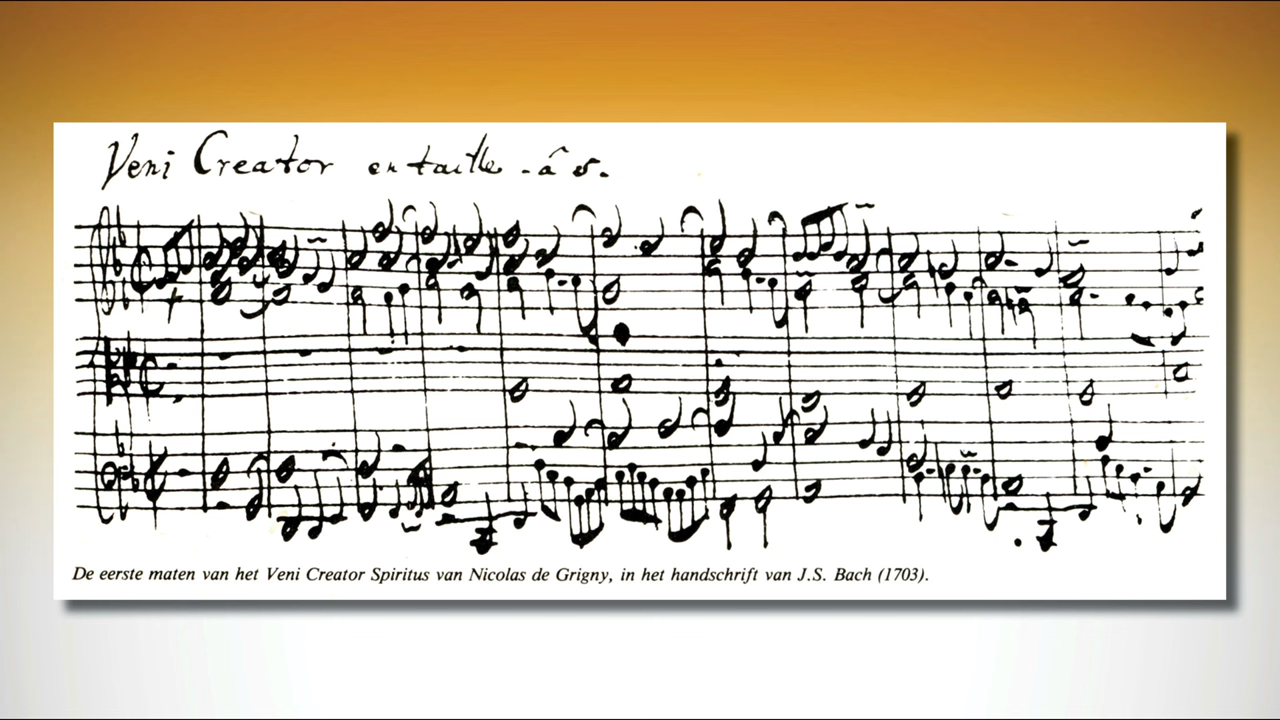 Veni Creator en taille - â 5.
De eerste maten van het Veni Creator Spiritus van Nicolas de Grigny, in het handschrift van J.S. Bach (1703).